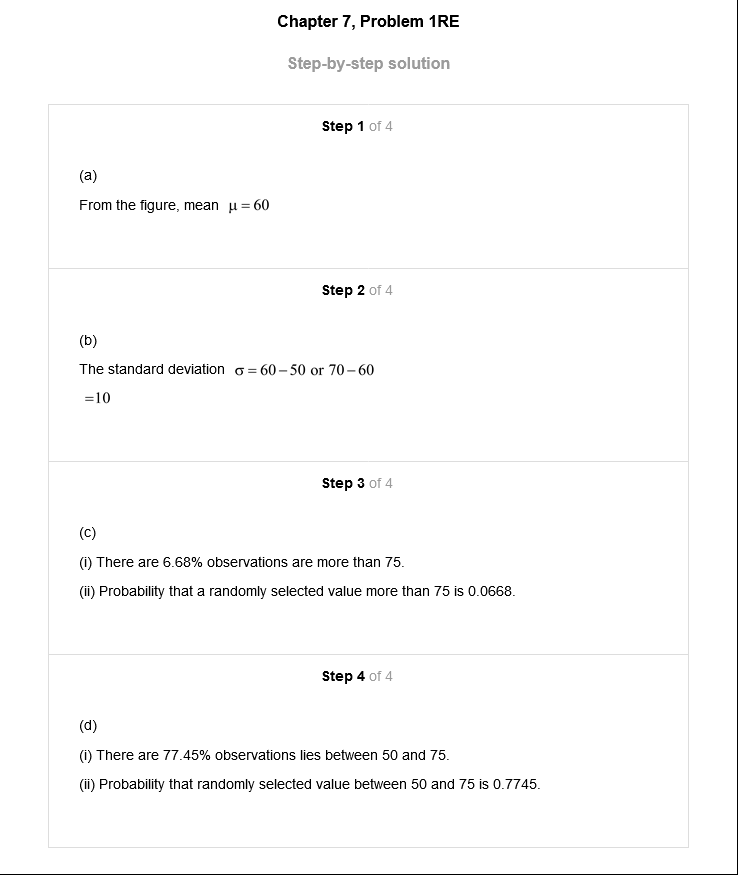 Chapter 7, Problem 1RE
Step-by-step solution
Step 1 of 4
(a)
From the figure, mean μ = 60
Step 2 of 4
(b)
The standard deviation σ = 60 − 50 or 70 − 60
=10
Step 3 of 4
(c)
(i) There are 6.68% observations are more than 75.
(ii) Probability that a randomly selected value more than 75 is 0.0668.
Step 4 of 4
(d)
(i) There are 77.45% observations lies between 50 and 75.
(ii) Probability that randomly selected value between 50 and 75 is 0.7745.